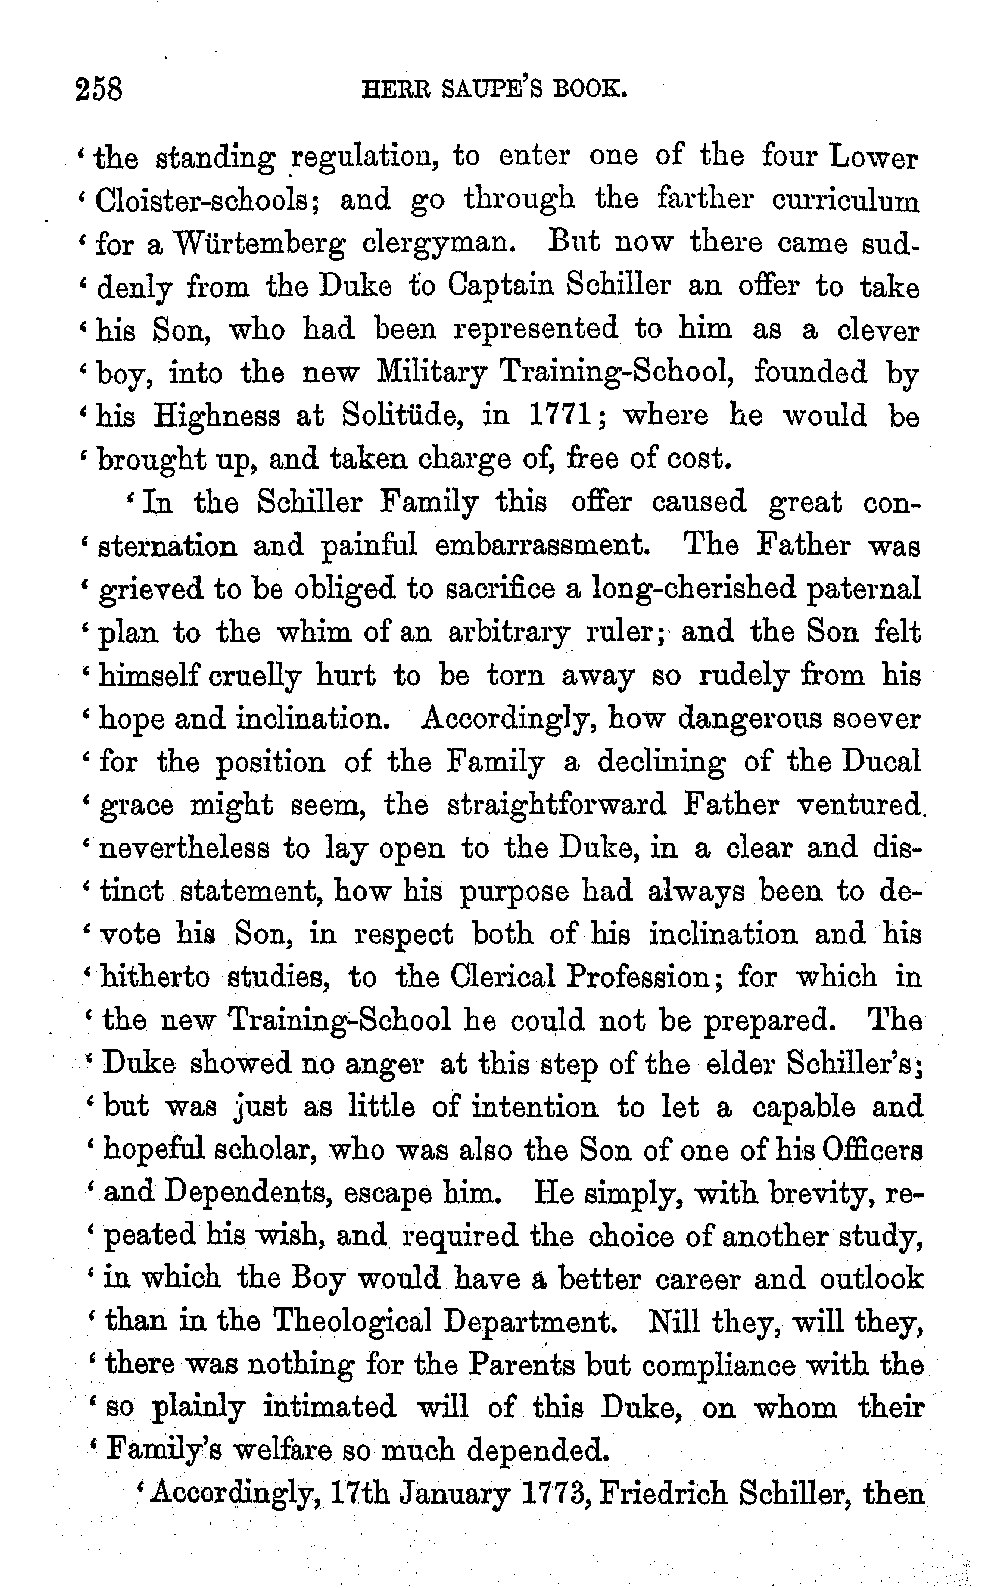 258 HERR SAUPE'S BOOK.
‘ the standing regulation, to enter one of the four Lower
‘ Cloister-schools; and go through the farther curriculum
‘ for a Würtemberg clergyman. But now there came sud-
‘ denly from the Duke to Captain Schiller an offer to take
‘ his Son, who had been represented to him as a clever
‘ boy, into the new Military Training-School, founded by
‘ his Highness at Solitüde, in 1771; where he would be
‘ brought up, and taken charge of, free of cost.
‘ In the Schiller Family this offer caused great con-
‘ sternation and painful embarrassment. The Father was
‘ grieved to be obliged to sacrifice a long-cherished paternal
‘ plan to the whim of an arbitrary ruler; and the Son felt
‘ himself cruelly hurt to be torn away so rudely from his
‘ hope and inclination. Accordingly, how dangerous soever
‘ for the position of the Family a declining of the Ducal
‘ grace might seem, the straightforward Father ventured
‘ nevertheless to lay open to the Duke, in a clear and dis-
‘ tinct statement, how his purpose had always been to de-
‘ vote his Son, in respect both of his inclination and his
‘ hitherto studies, to the Clerical Profession; for which in
‘ the new Training-School he could not be prepared. The
‘ Duke showed no anger at this step of the elder Schiller's;
‘ but was just as little of intention to let a capable and
‘ hopeful scholar, who was also the Son of one of his Officers
‘ and Dependents, escape him. He simply, with brevity, re-
‘ peated his wish, and required the choice of another study,
‘ in which the Boy would have a better career and outlook
‘ than in the Theological Department. Nill they, will they,
‘ there was nothing for the Parents but compliance with the
‘ so plainly intimated will of this Duke, on whom their
‘ Family's welfare so much depended.
‘ Accordingly, 17th January 1773, Friedrich Schiller, then